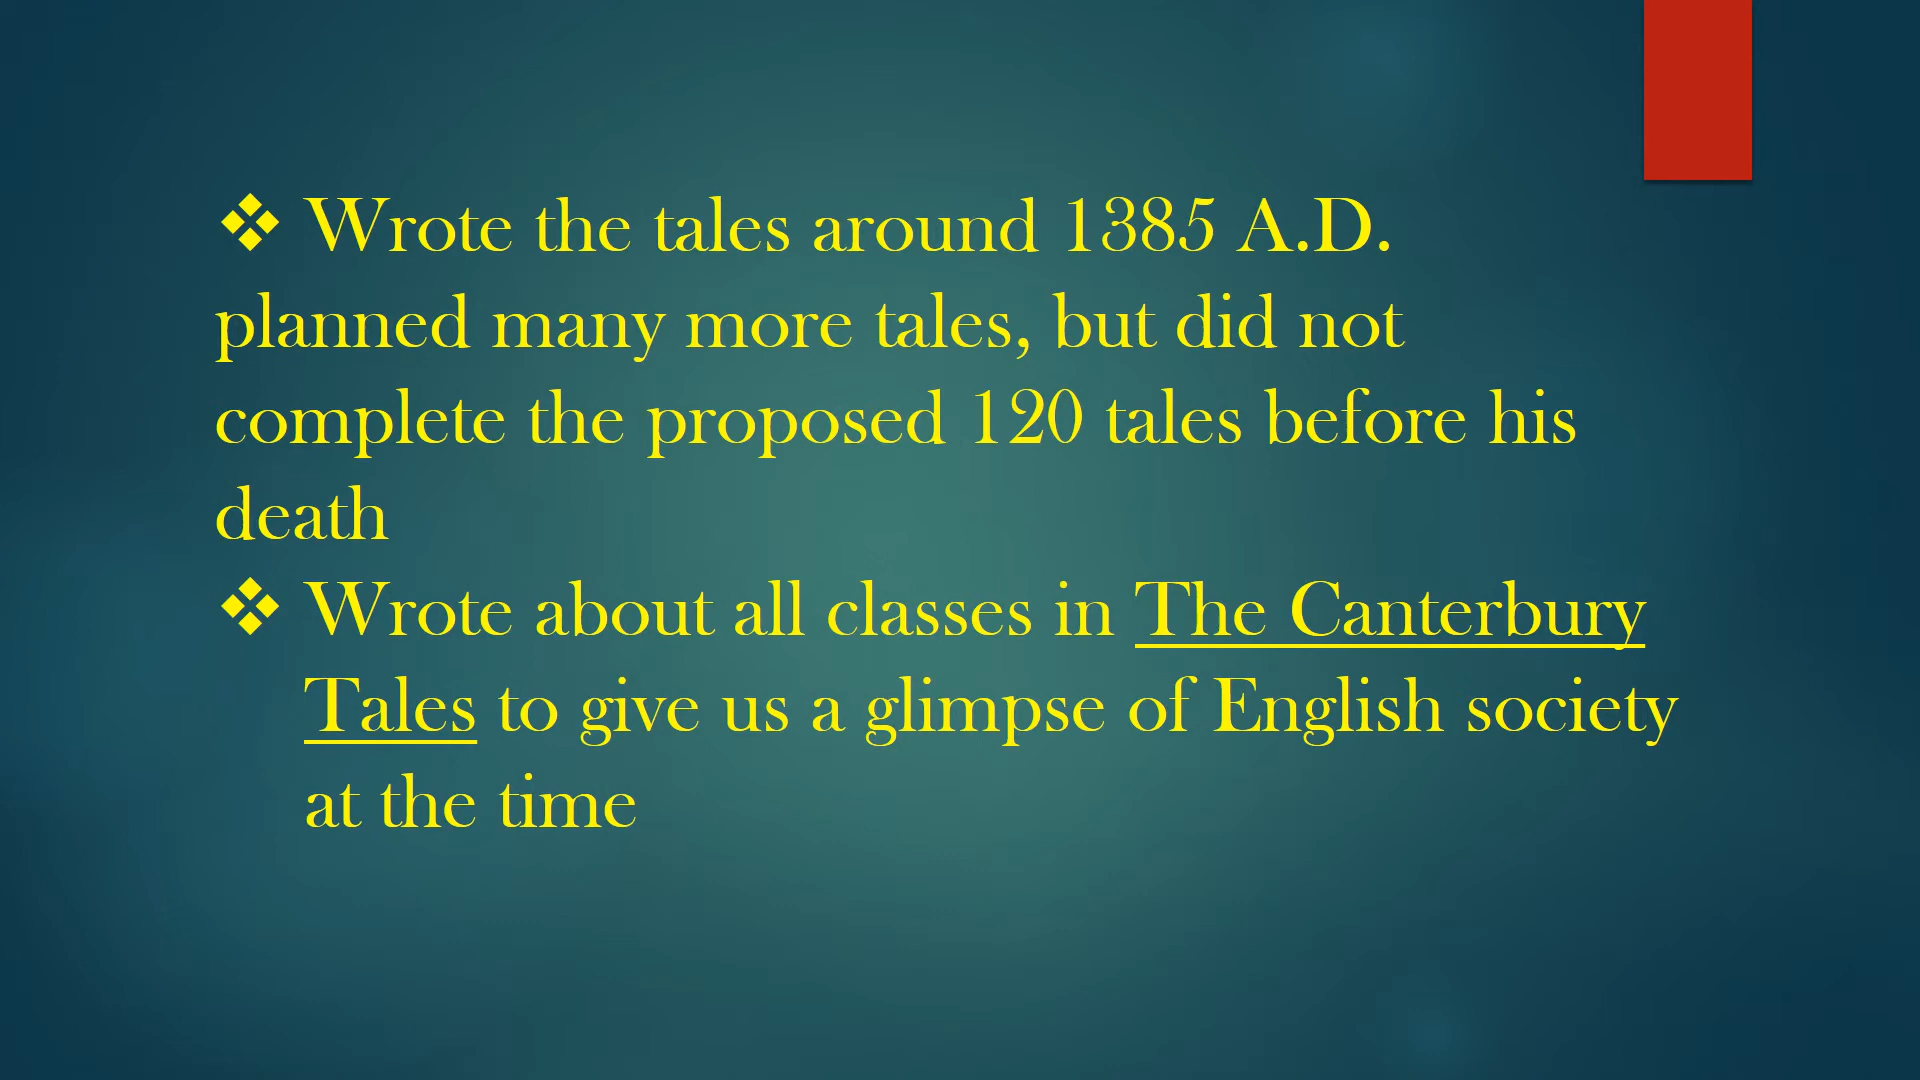 ❖ Wrote the tales around 1385 A.D.
planned many more tales, but did not
complete the proposed 120 tales before his
death
❖ Wrote about all classes in The Canterbury
Tales to give us a glimpse of English society
at the time